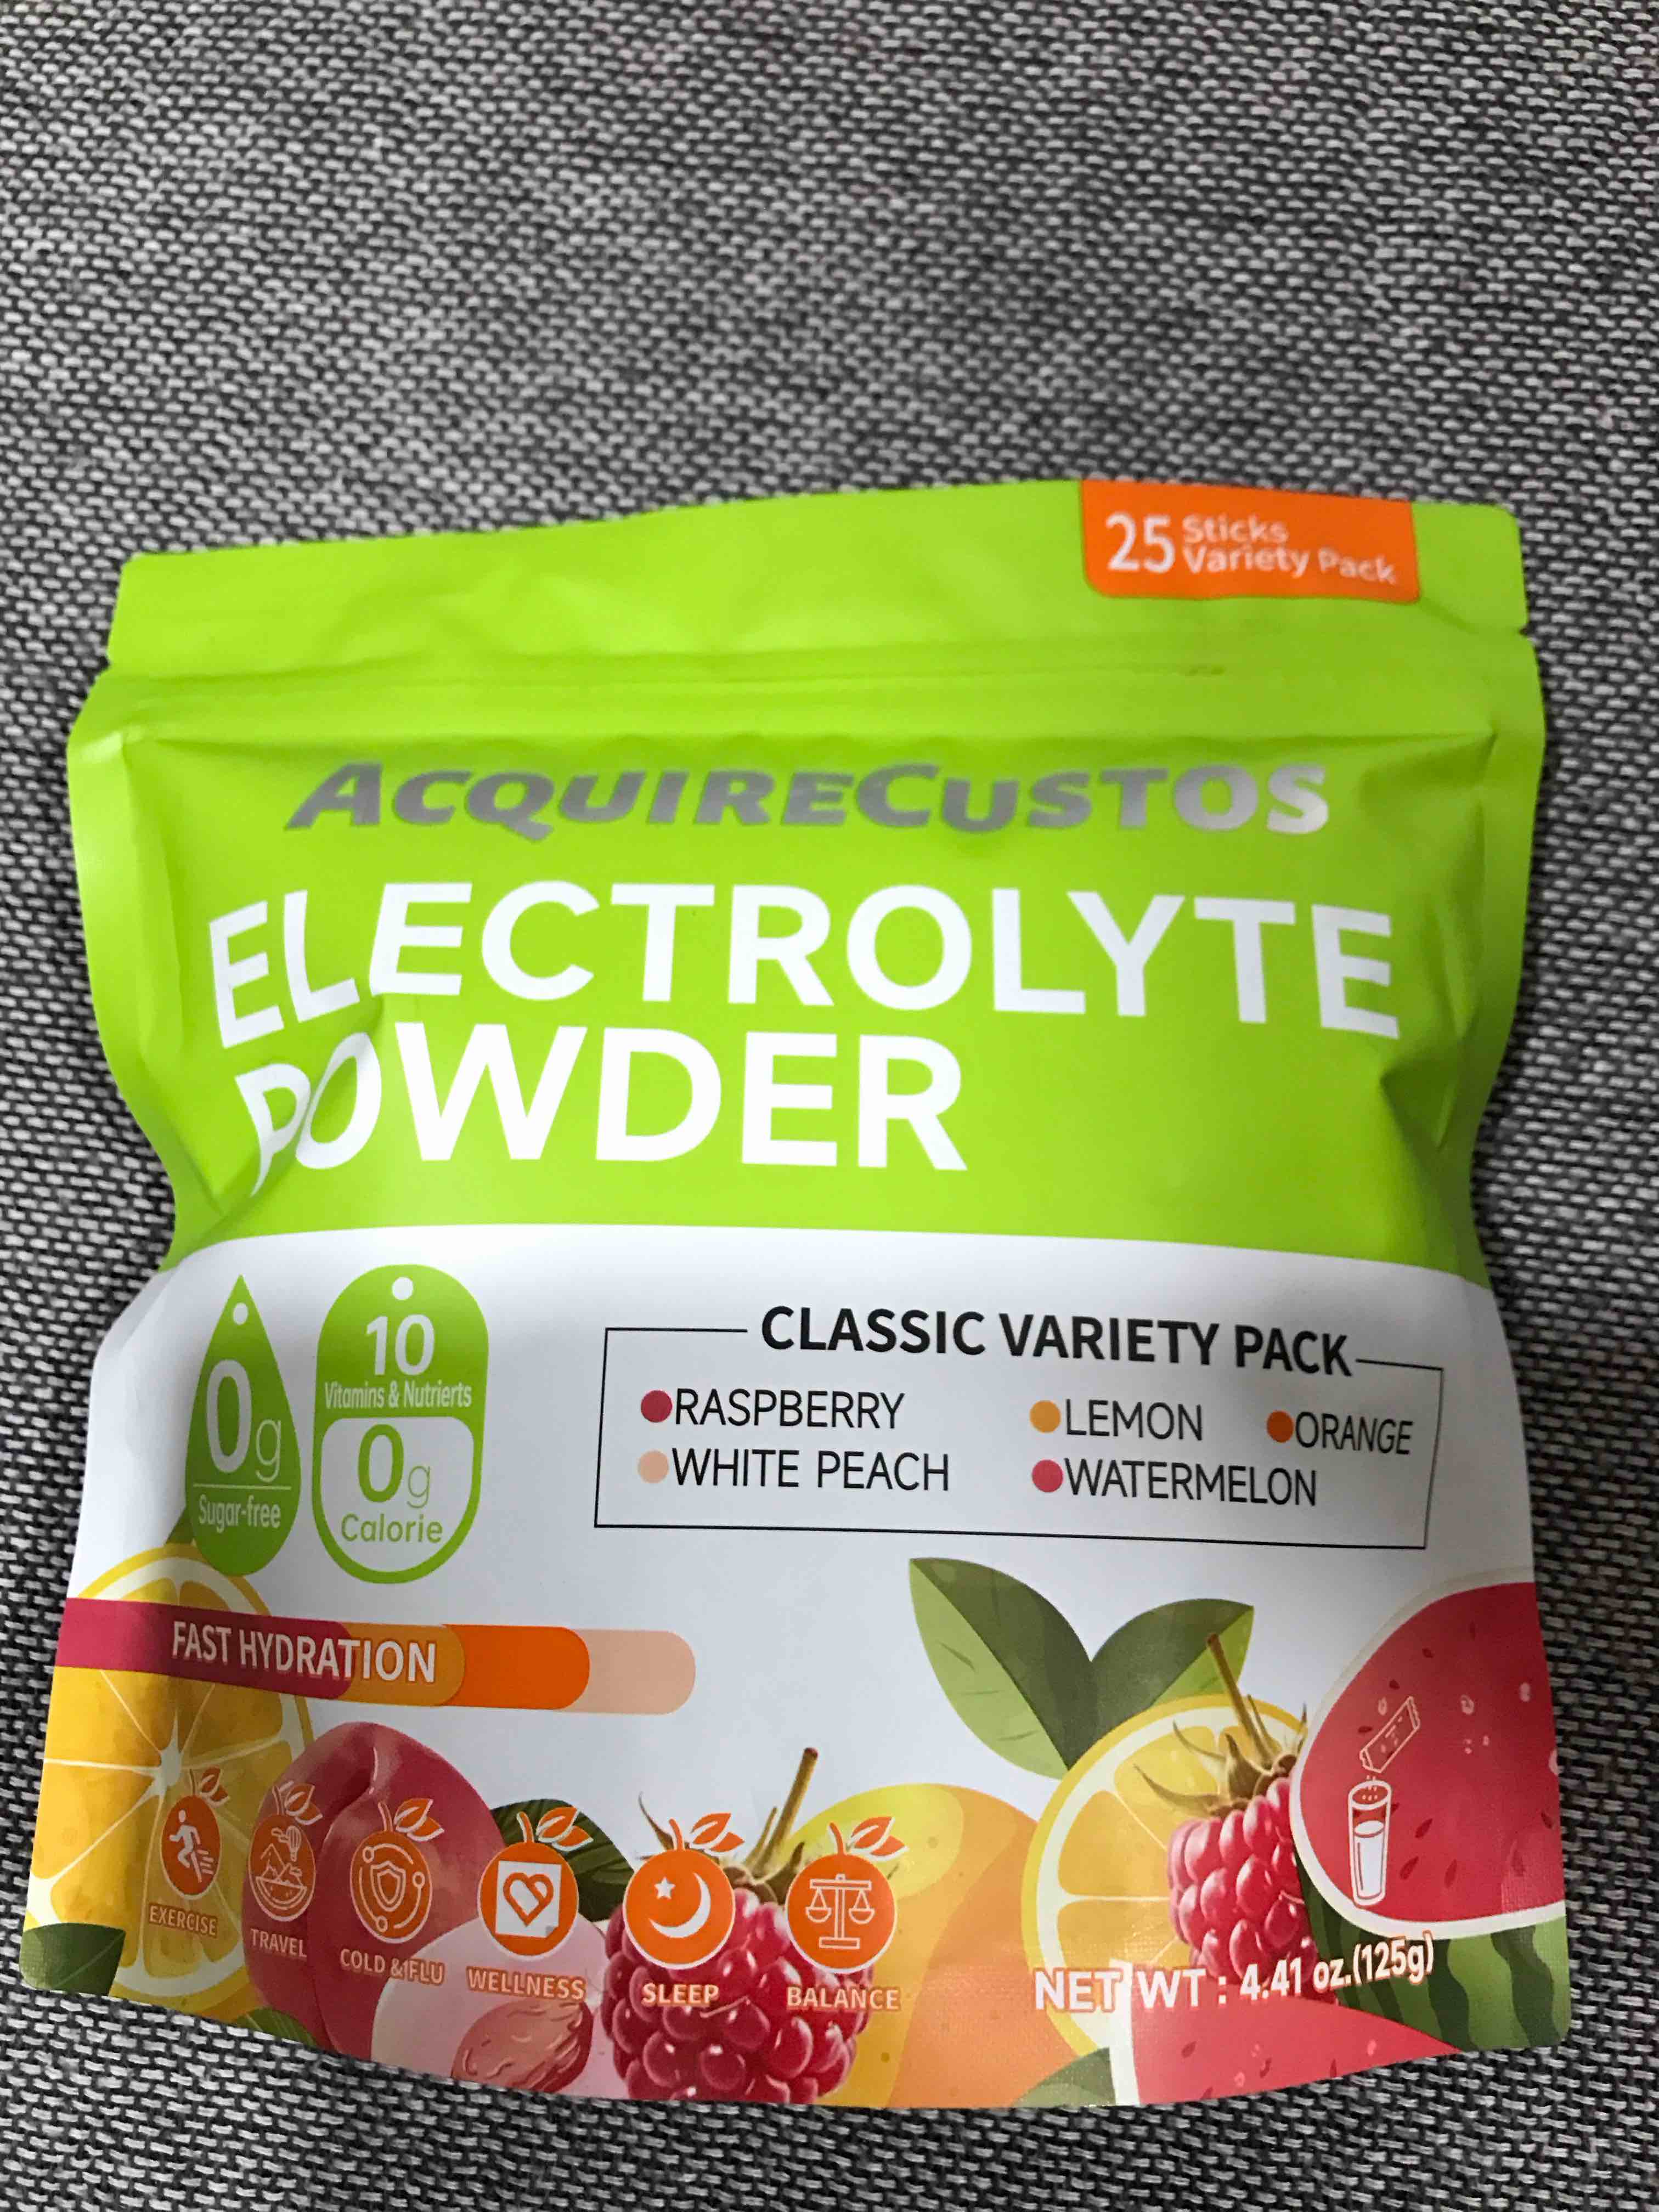 25 Sticks
Variety Pack
ACQUIRECUSTOS
ELECTROLYTE
POWDER
0g
Sugar-free
10
Vitamins & Nutrierts
0g
Calorie
CLASSIC VARIETY PACK
RASPBERRY
LEMON
ORANGE
WHITE PEACH
WATERMELON
FAST HYDRATION
EXERCISE
TRAVEL
COLD & FLU
WELLNESS
SLEEP
BALANCE
NET WT : 4.41 oz.(125g)